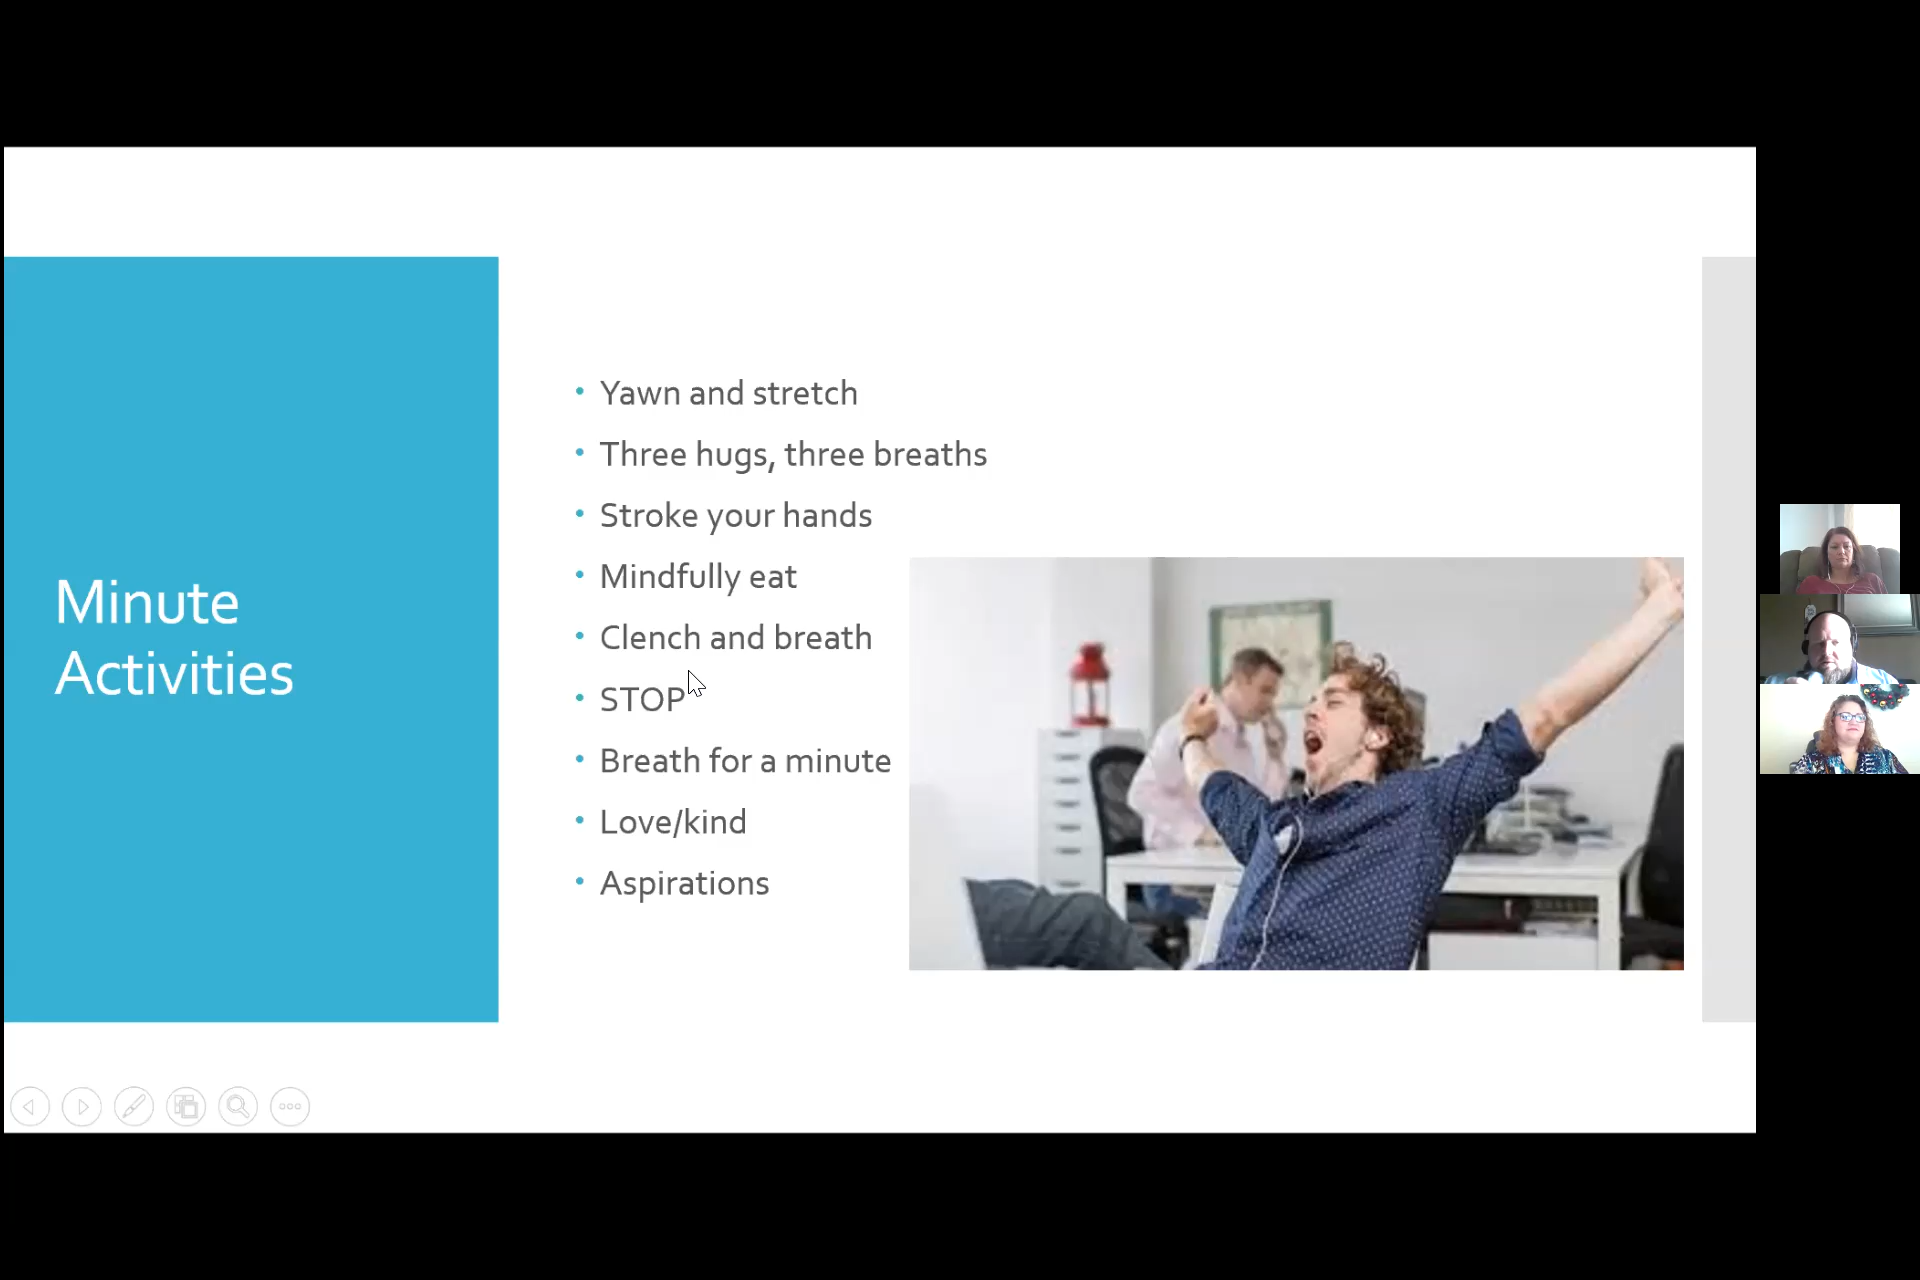 Minute
Activities
Yawn and stretch
Three hugs, three breaths
Stroke your hands
Mindfully eat
Clench and breath
STOP
Breath for a minute
Love/kind
Aspirations